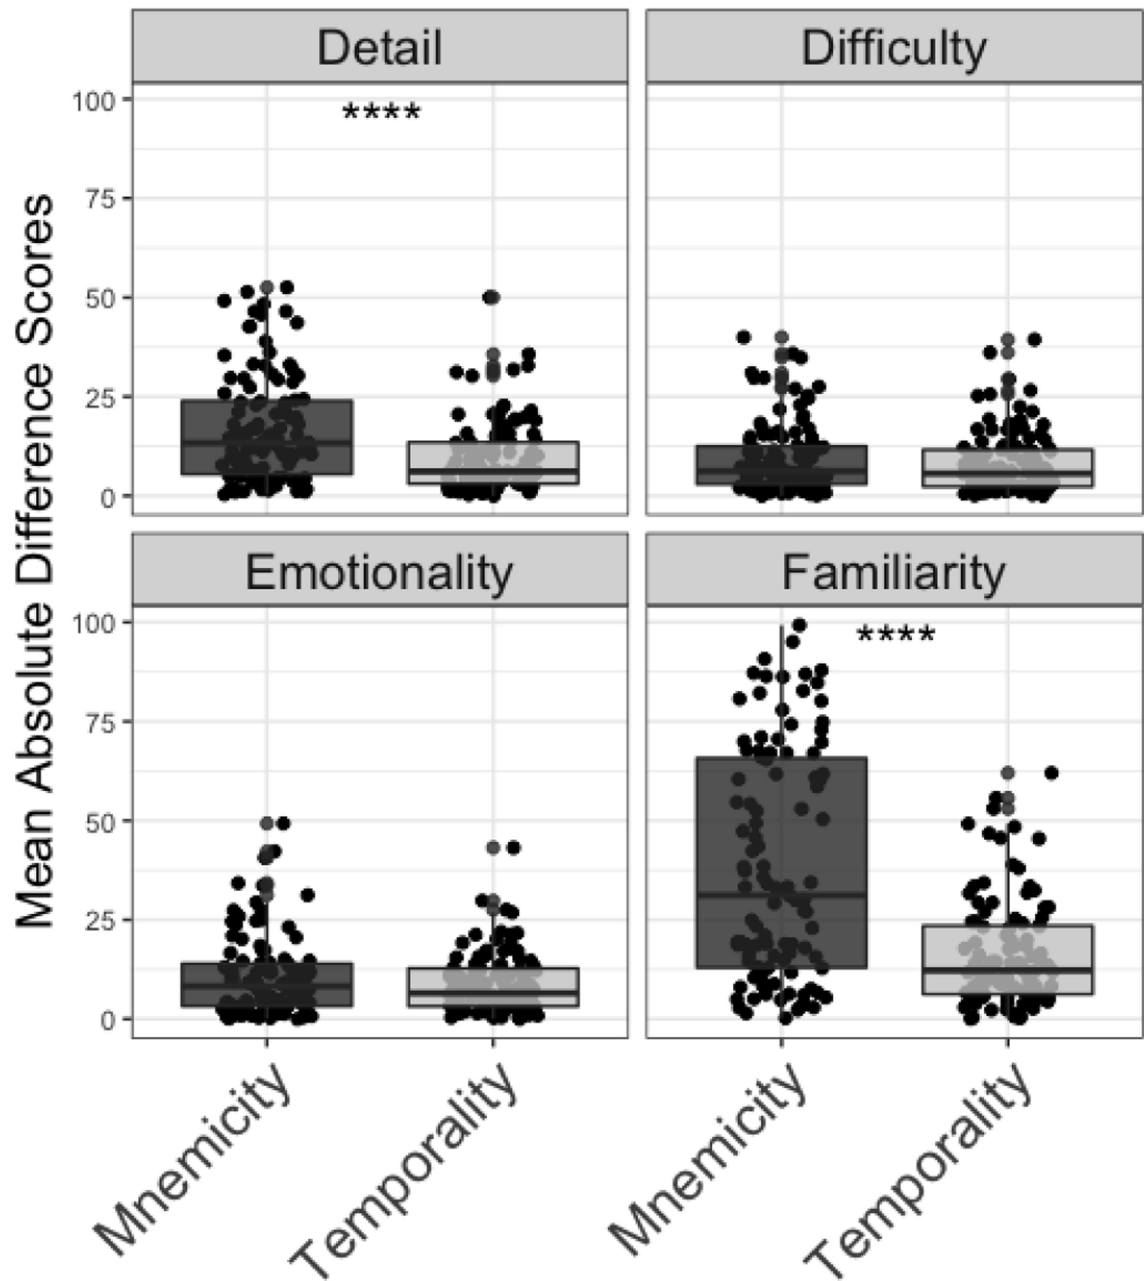 Detail
Difficulty
Mean Absolute Difference Scores
100
75
50
25
0
****
Emotionality
Familiarity
100
75
50
25
0
****
Mnemicity
Temporality
Mnemicity
Temporality